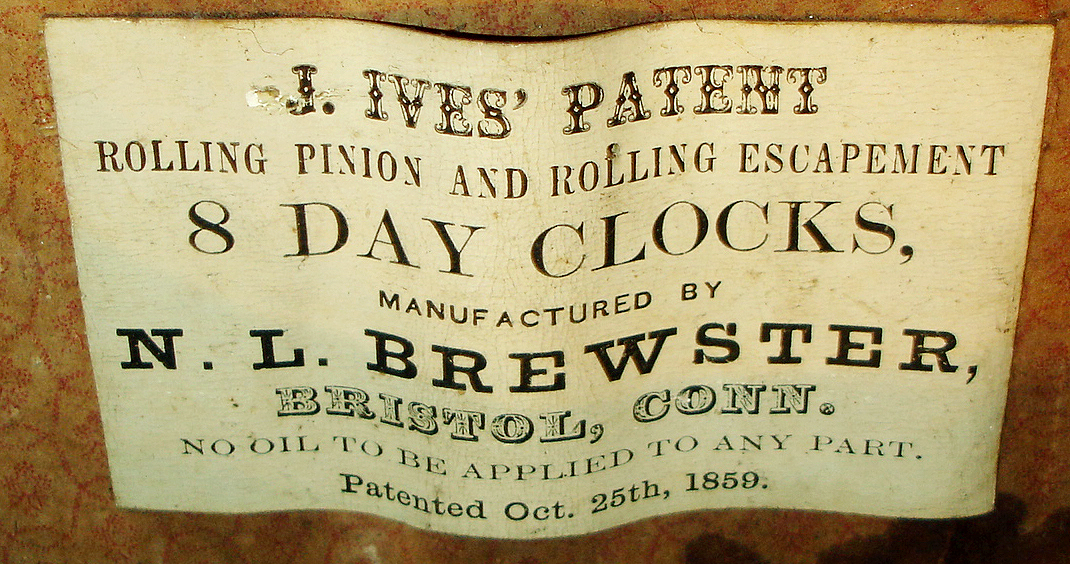 J. IVES' PATENT
ROLLING PINION AND ROLLING ESCAPEMENT
8 DAY CLOCKS,
MANUFACTURED BY
N. L. BREWSTER,
BRISTOL, CONN.
NO OIL TO BE APPLIED TO ANY PART.
Patented Oct. 25th, 1859.